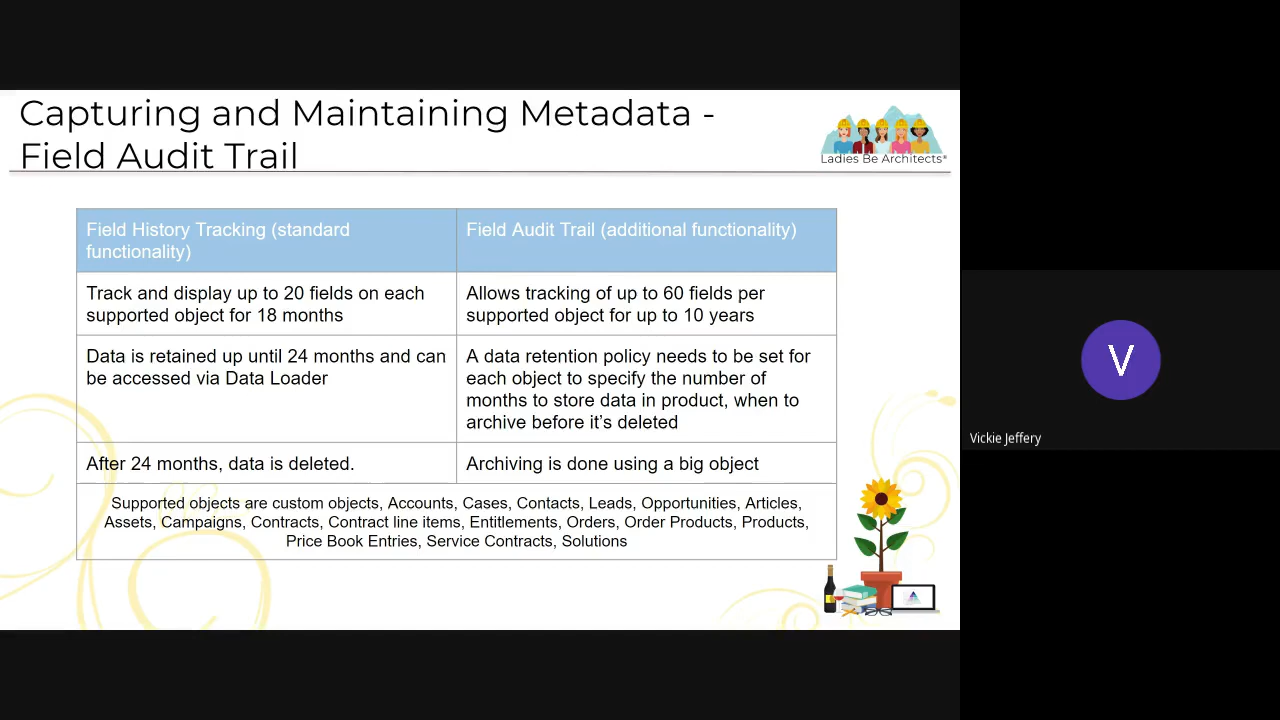 Capturing and Maintaining Metadata -
Field Audit Trail
Ladies Be Architects*
Field History Tracking (standard
functionality)
Field Audit Trail (additional functionality)
Track and display up to 20 fields on each
supported object for 18 months
Allows tracking of up to 60 fields per
supported object for up to 10 years
Data is retained up until 24 months and can
be accessed via Data Loader
A data retention policy needs to be set for
each object to specify the number of
months to store data in product, when to
archive before it’s deleted
After 24 months, data is deleted.
Archiving is done using a big object
Supported objects are custom objects, Accounts, Cases, Contacts, Leads, Opportunities, Articles,
Assets, Campaigns, Contracts, Contract line items, Entitlements, Orders, Order Products, Products,
Price Book Entries, Service Contracts, Solutions
V
Vickie Jeffery